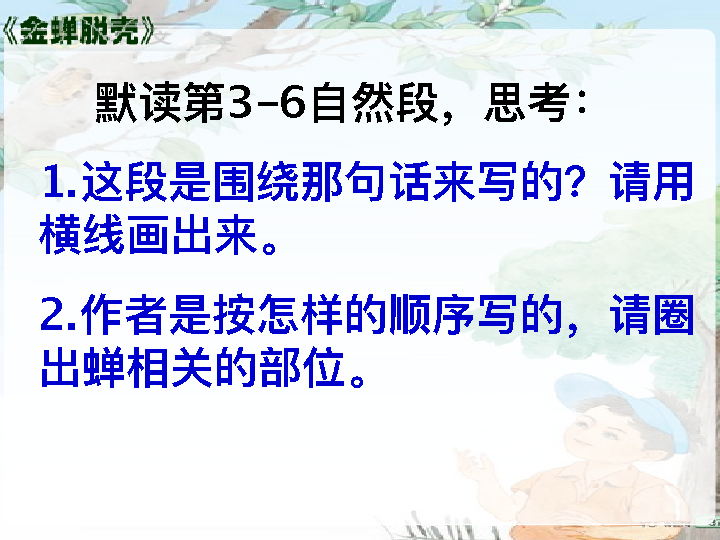 《金蝉脱壳》
默读第3-6自然段，思考：
1.这段是围绕那句话来写的？请用
横线画出来。
2.作者是按怎样的顺序写的，请圈
出蝉相关的部位。